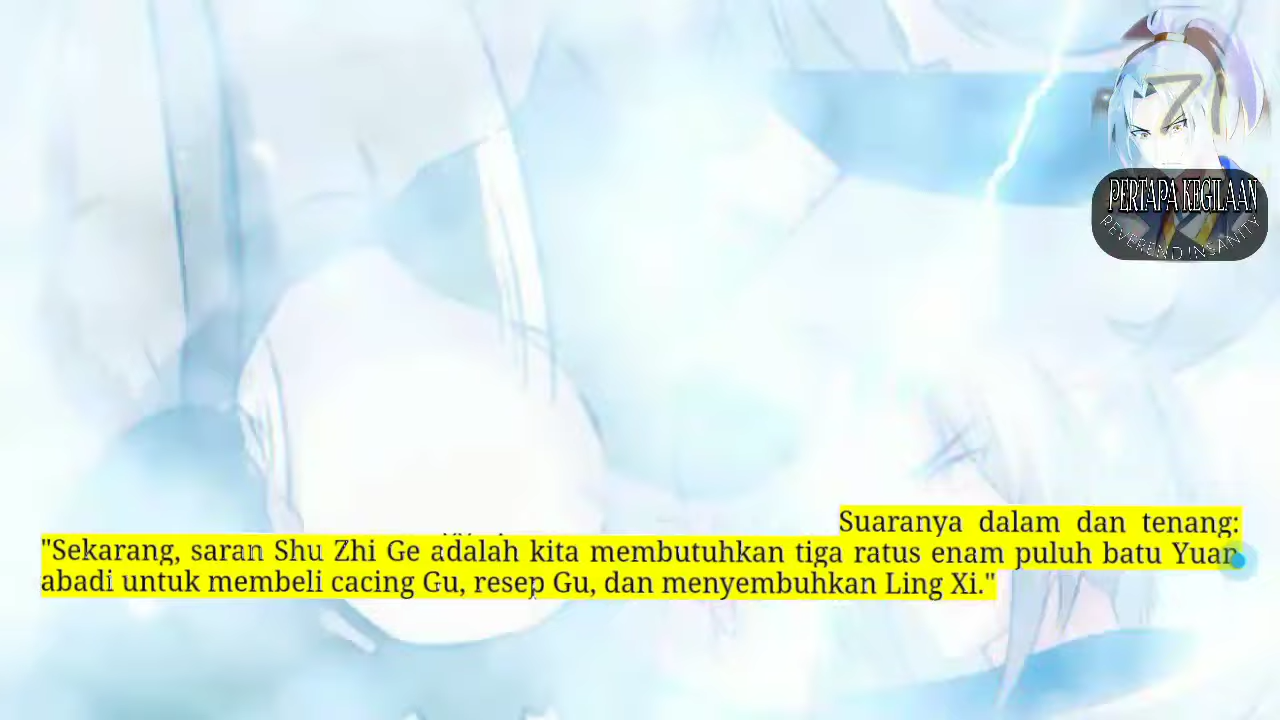 PERTAPA KEGILAAN
REVEREND INSANITY
Suaranya dalam dan tenang:
"Sekarang, saran Shu Zhi Ge adalah kita membutuhkan tiga ratus enam puluh batu Yuan
abadi untuk membeli cacing Gu, resep Gu, dan menyembuhkan Ling Xi."